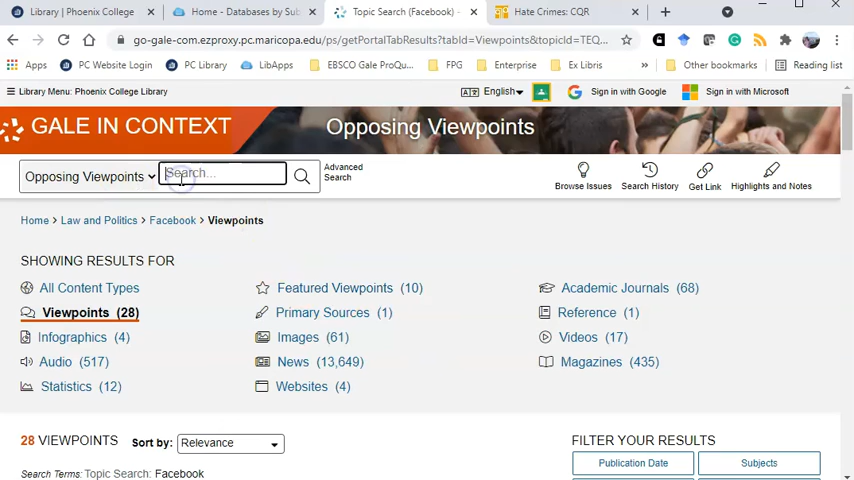 Library | Phoenix College
Home - Databases by Sub
Topic Search (Facebook) -
Hate Crimes: CQR
go-gale-com.ezproxy.pc.maricopa.edu/ps/getPortalTabResults?tabId=Viewpoints&topicId=TEQ...
Apps PC Website Login PC Library LibApps EBSCO Gale ProQu... FPG Enterprise Ex Libris » Other bookmarks Reading list
Library Menu: Phoenix College Library English Sign in with Google Sign in with Microsoft
GALE IN CONTEXT Opposing Viewpoints
Opposing Viewpoints Search... Advanced
Search
Browse Issues Search History Get Link Highlights and Notes
Home > Law and Politics > Facebook > Viewpoints
SHOWING RESULTS FOR
All Content Types Featured Viewpoints (10) Academic Journals (68)
Viewpoints (28) Primary Sources (1) Reference (1)
Infographics (4) Images (61) Videos (17)
Audio (517) News (13,649) Magazines (435)
Statistics (12) Websites (4)
28 VIEWPOINTS Sort by: Relevance FILTER YOUR RESULTS
Publication Date Subjects
Search Terms: Topic Search: Facebook